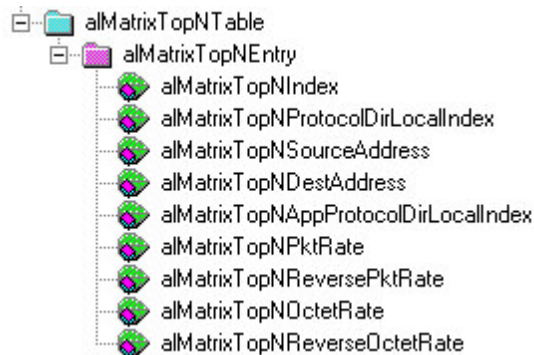 alMatrixTopNTable
alMatrixTopNEntry
alMatrixTopNIndex
alMatrixTopNProtocolDirLocalIndex
alMatrixTopNSourceAddress
alMatrixTopNDestAddress
alMatrixTopNAppProtocolDirLocalIndex
alMatrixTopNPktRate
alMatrixTopNReversePktRate
alMatrixTopNOctetRate
alMatrixTopNReverseOctetRate